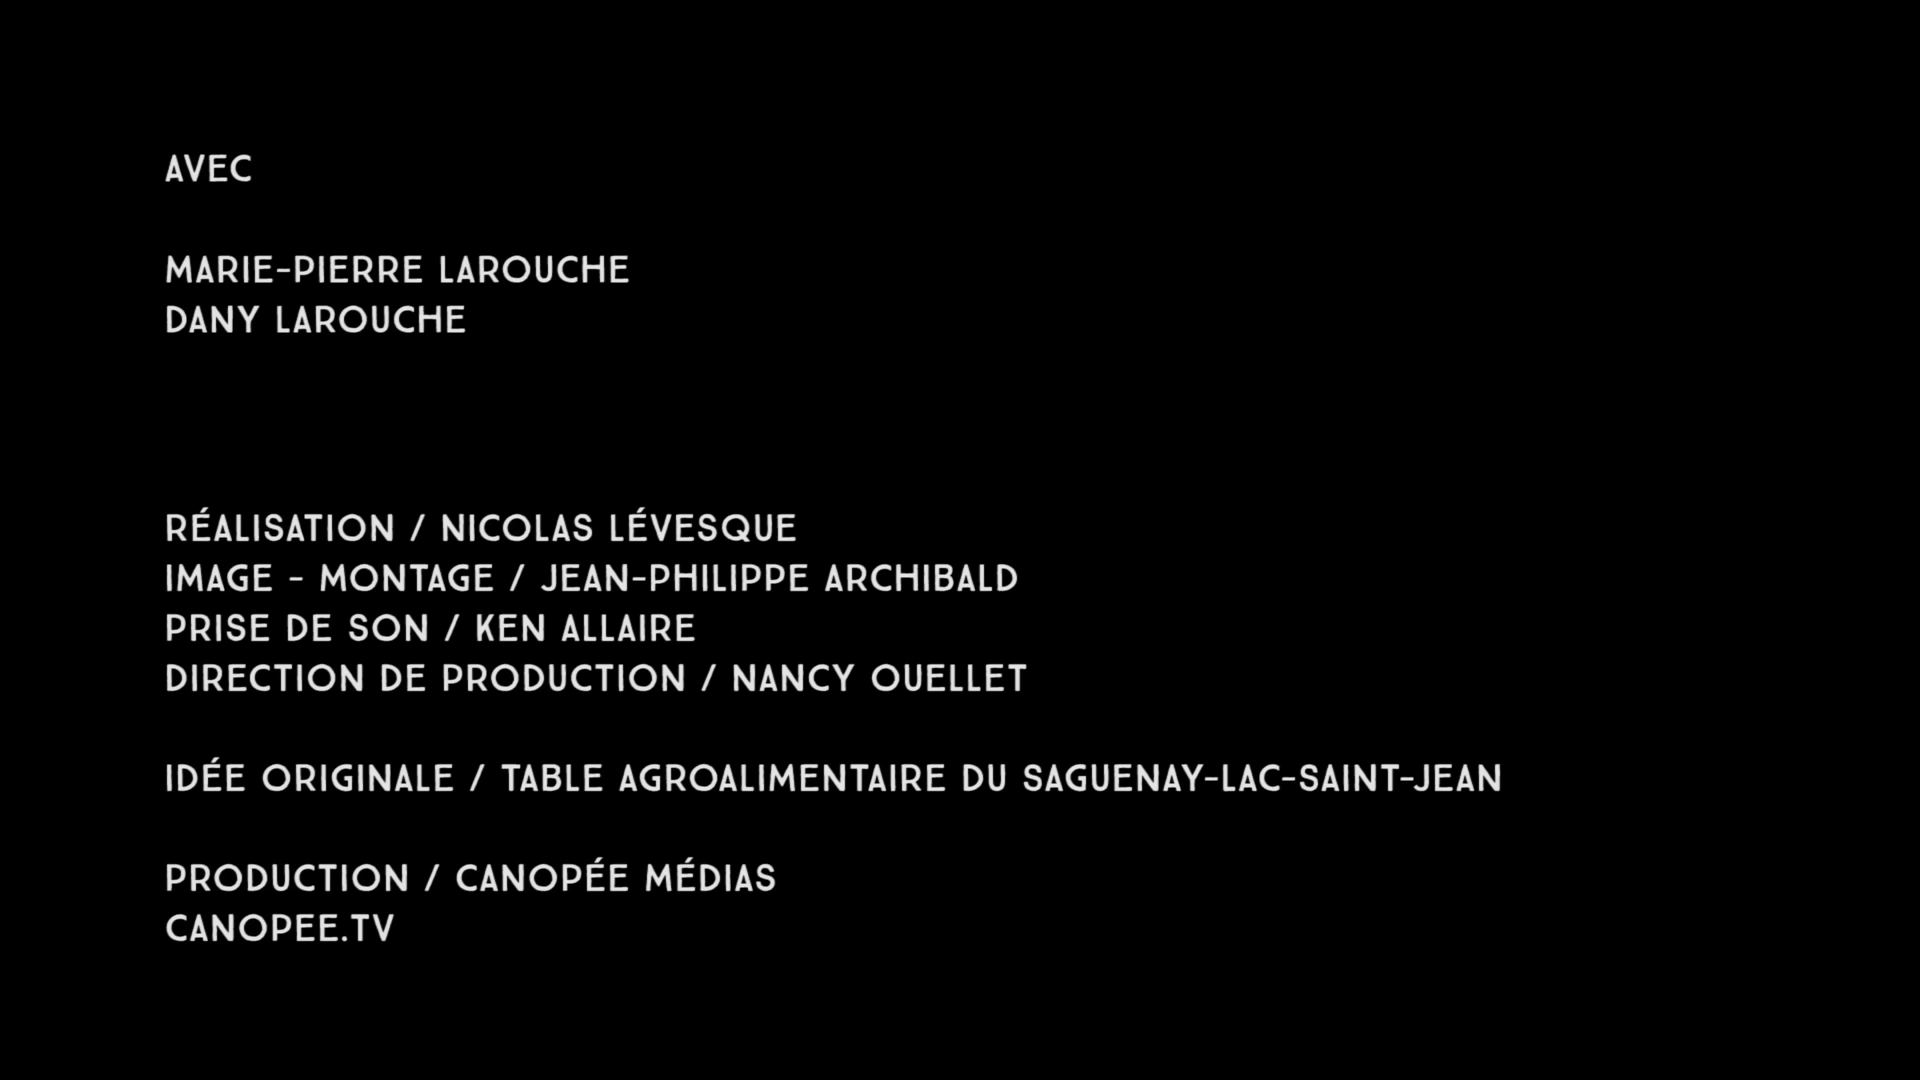 AVEC
MARIE-PIERRE LAROUCHE
DANY LAROUCHE
RÉALISATION / NICOLAS LÉVESQUE
IMAGE - MONTAGE / JEAN-PHILIPPE ARCHIBALD
PRISE DE SON / KEN ALLAIRE
DIRECTION DE PRODUCTION / NANCY OUELLET
IDÉE ORIGINALE / TABLE AGROALIMENTAIRE DU SAGUENAY-LAC-SAINT-JEAN
PRODUCTION / CANOPÉE MÉDIAS
CANOPEE.TV